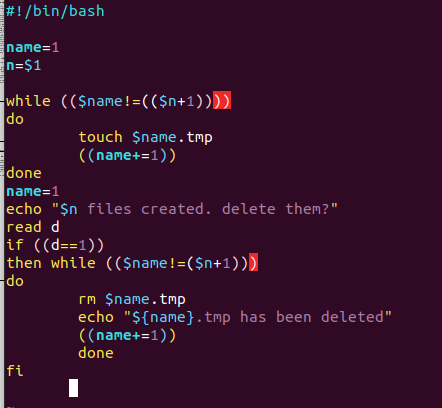 #!/bin/bash
name=1
n=$1
while (($name!=(($n+1))))
do
touch $name.tmp
((name+=1))
done
name=1
echo "$n files created. delete them?"
read d
if ((d==1))
then while (($name!=($n+1)))
do
rm $name.tmp
echo "${name}.tmp has been deleted"
((name+=1))
done
fi